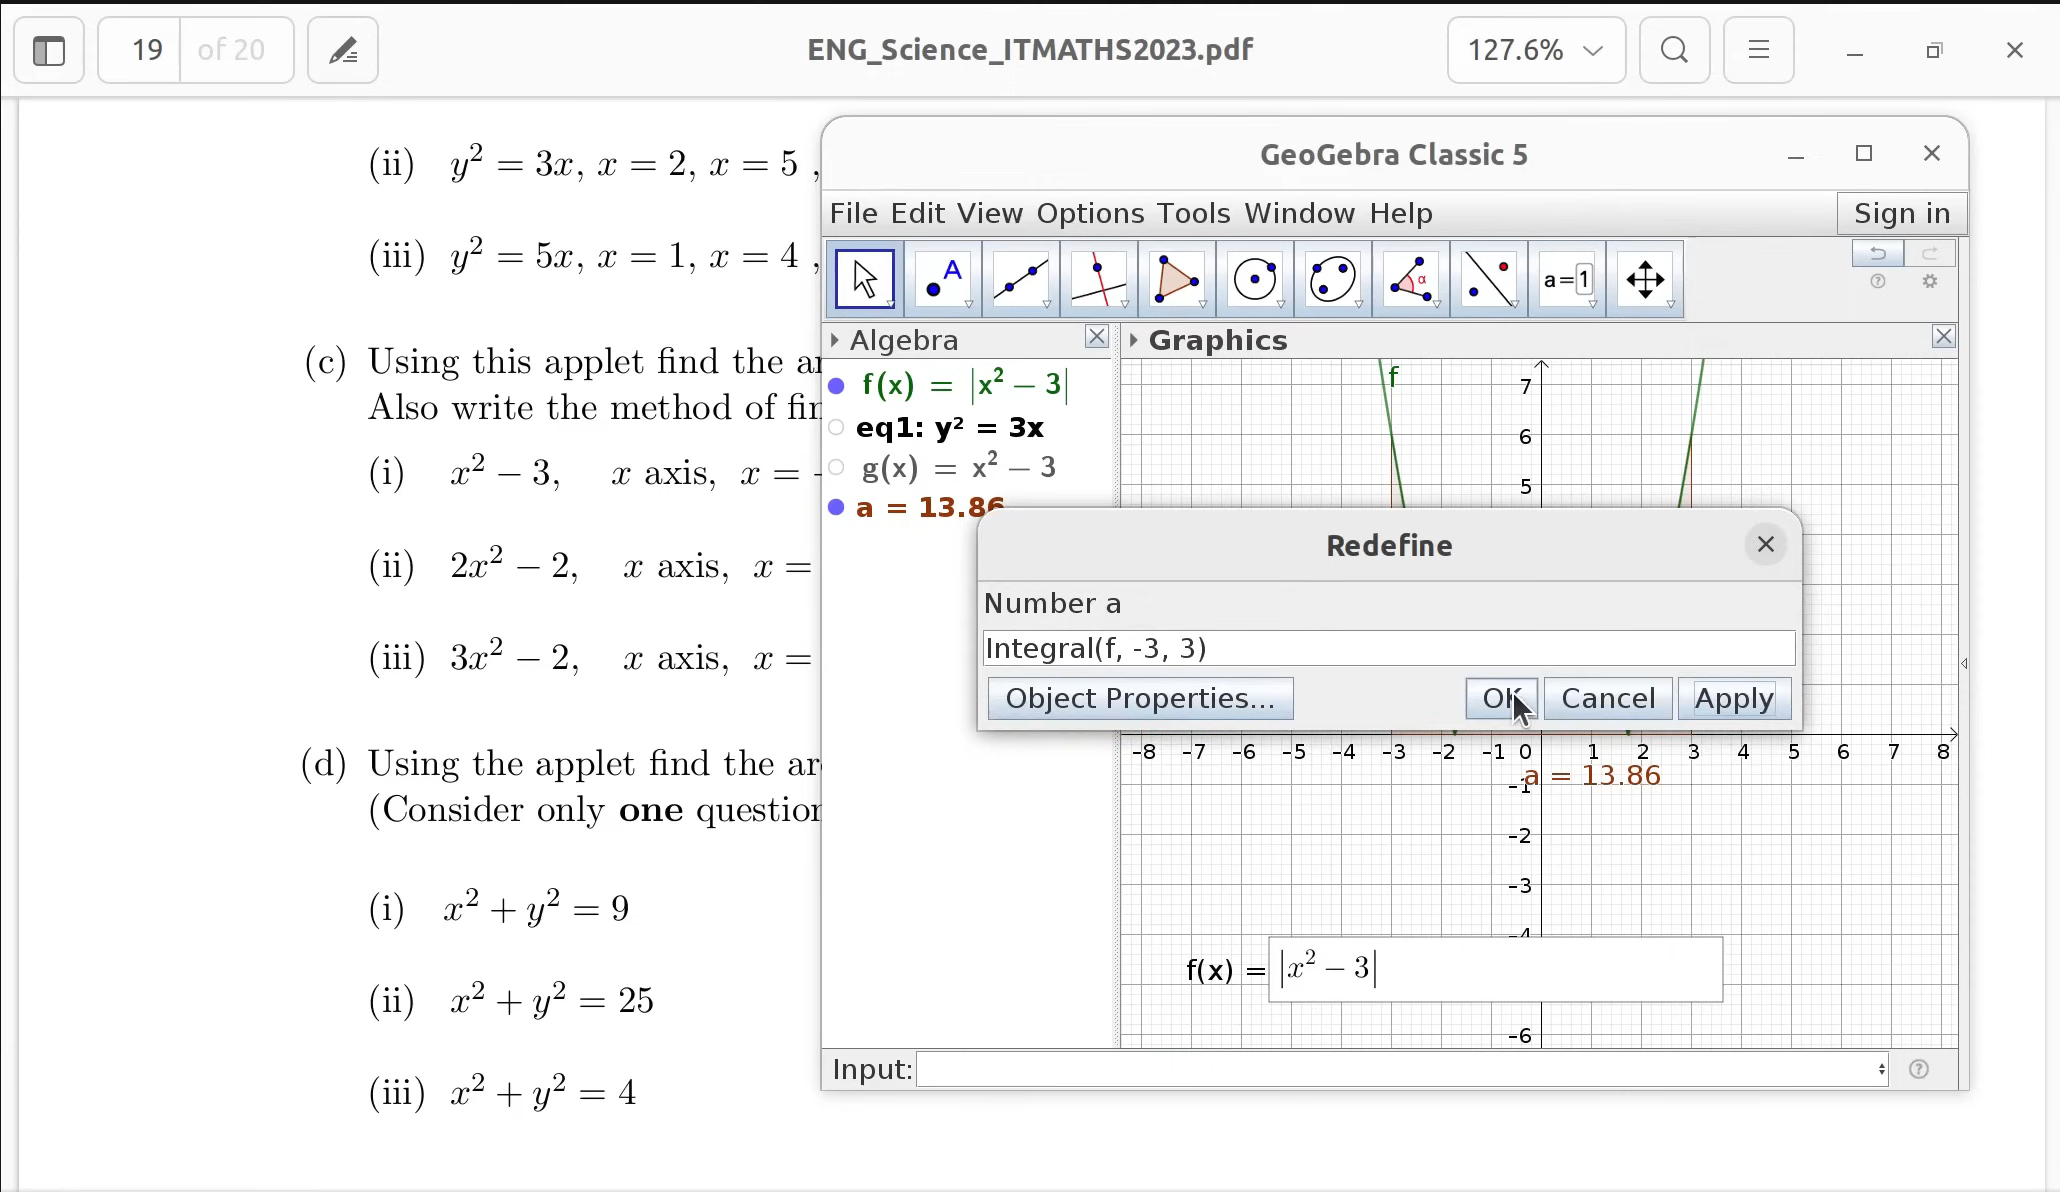 19 of 20
ENG_Science_ITMATHS2023.pdf
127.6%
(ii) y² = 3x, x = 2, x = 5 ,
(iii) y² = 5x, x = 1, x = 4 ,
(c) Using this applet find the
Also write the method of
(i) x² − 3, x axis, x = -
(ii) 2x² − 2, x axis, x =
(iii) 3x² − 2, x axis, x =
(d) Using the applet find the
(Consider only one question
(i) x² + y² = 9
(ii) x² + y² = 25
(iii) x² + y² = 4
GeoGebra Classic 5
File Edit View Options Tools Window Help
Sign in
A
α
a=1
Algebra
Graphics
f(x) = |x² − 3|
eq1: y² = 3x
g(x) = x² − 3
a = 13.86
f
7
6
5
Redefine
Number a
Integral(f, -3, 3)
Object Properties...
OK
Cancel
Apply
-8 -7 -6 -5 -4 -3 -2 -1 0 1 2 3 4 5 6 7 8
a = 13.86
-1
-2
-3
-4
f(x) = |x² − 3|
-6
Input: